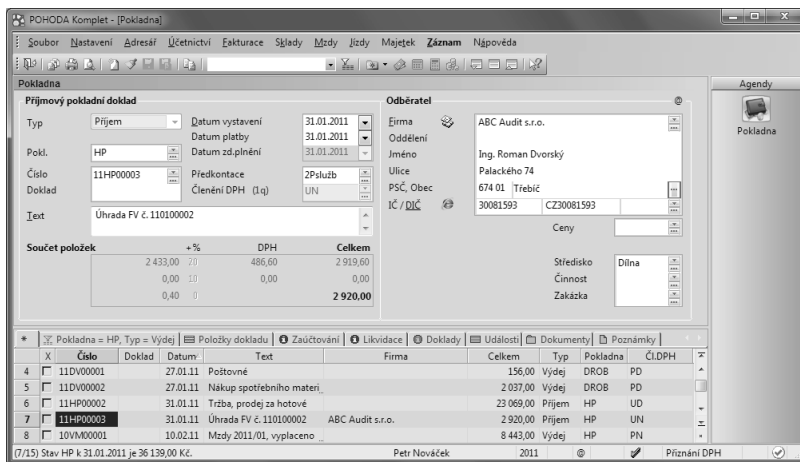 POHODA Komplet - [Pokladna]
Soubor Nastavení Adresář Účetnictví Fakturace Sklady Mzdy Jízdy Majetek Záznam Nápověda
Pokladna
Agendy
Pokladna
Příjmový pokladní doklad
Typ Příjem
Datum vystavení 31.01.2011
Datum platby 31.01.2011
Pokl. HP
Datum zd.plnění 31.01.2011
Číslo 11HP00003
Předkontace 2Pslužb
Doklad
Členění DPH (1q) UN
Text Úhrada FV č. 110100002
Součet položek +% DPH Celkem
2 433,00 20 486,60 2 919,60
0,00 10 0,00 0,00
0,40 0 2 920,00
Odběratel @
Firma ABC Audit s.r.o.
Oddělení
Jméno Ing. Roman Dvorský
Ulice Palackého 74
PSČ, Obec 674 01 Třebíč
IČ / DIČ 30081593 CZ30081593
Ceny
Středisko Dílna
Činnost
Zakázka
* Pokladna = HP, Typ = Výdej Položky dokladu Zaúčtování Likvidace Doklady Události Dokumenty Poznámky
X Číslo Doklad Datum Text Firma Celkem Typ Pokladna Čl.DPH
4 11DV00001 27.01.11 Poštovné 156,00 Výdej DROB PD
5 11DV00002 27.01.11 Nákup spotřebního materi... 2 037,00 Výdej DROB PD
6 11HP00002 31.01.11 Tržba, prodej za hotové 23 069,00 Příjem HP UD
7 11HP00003 31.01.11 Úhrada FV č. 110100002 ABC Audit s.r.o. 2 920,00 Příjem HP UN
8 10VM00001 10.02.11 Mzdy 2011/01, vyplaceno ... 8 443,00 Výdej HP PN
(7/15) Stav HP k 31.01.2011 je 36 139,00 Kč. Petr Nováček 2011 @ Přiznání DPH